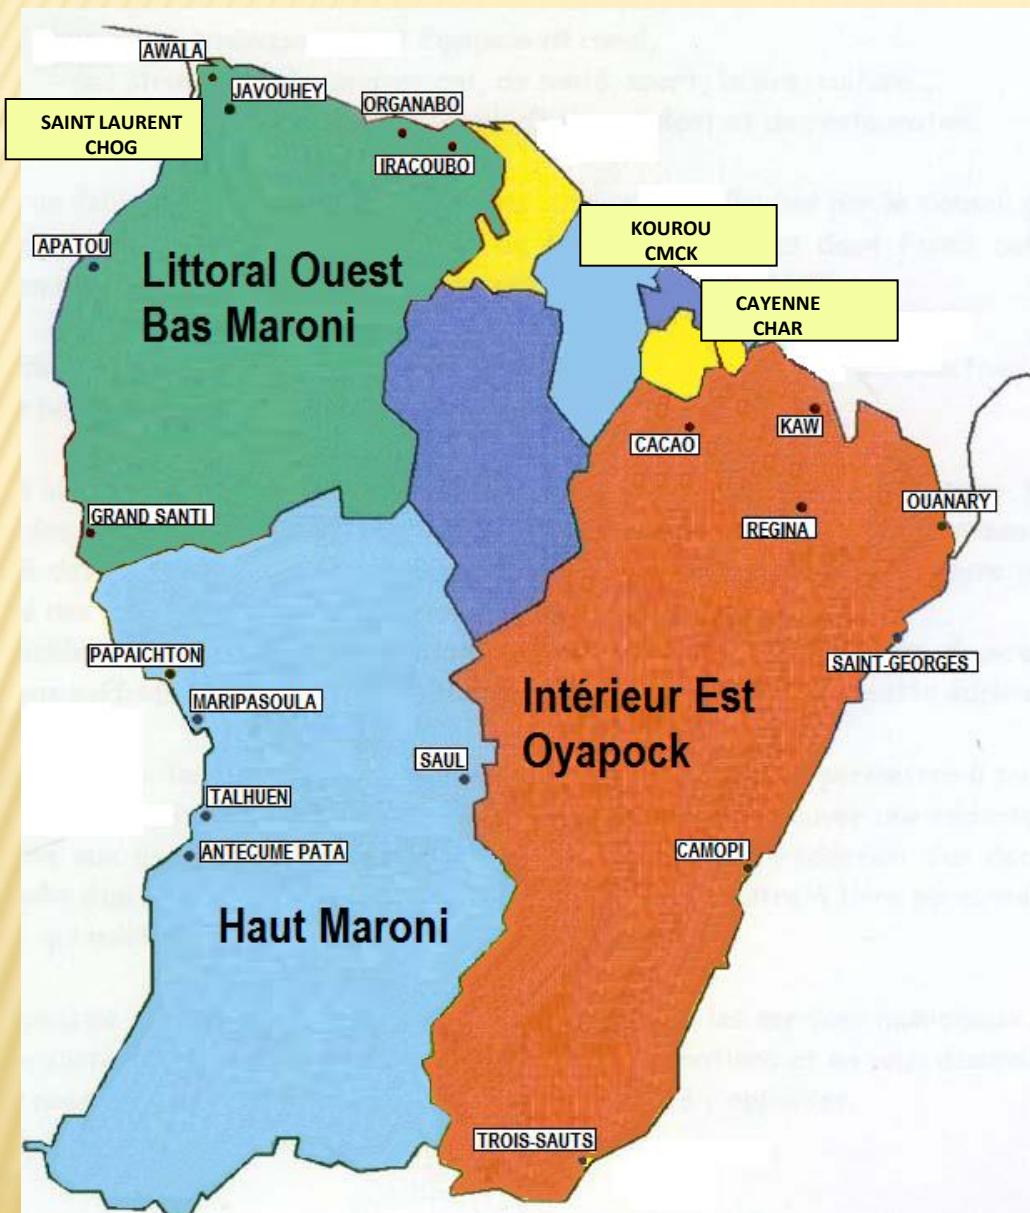 AWALA
JAVOUHEY
ORGANABO
SAINT LAURENT
CHOG
IRACOUBO
KOUROU
CMCK
APATOU
Littoral Ouest
Bas Maroni
CAYENNE
CHAR
KAW
CACAO
OUANARY
GRAND SANTI
REGINA
PAPAICHTON
SAINT-GEORGES
MARIPASOULA
Intérieur Est
Oyapock
SAUL
TALHUEN
ANTECUME PATA
CAMOPI
Haut Maroni
TROIS-SAUTS